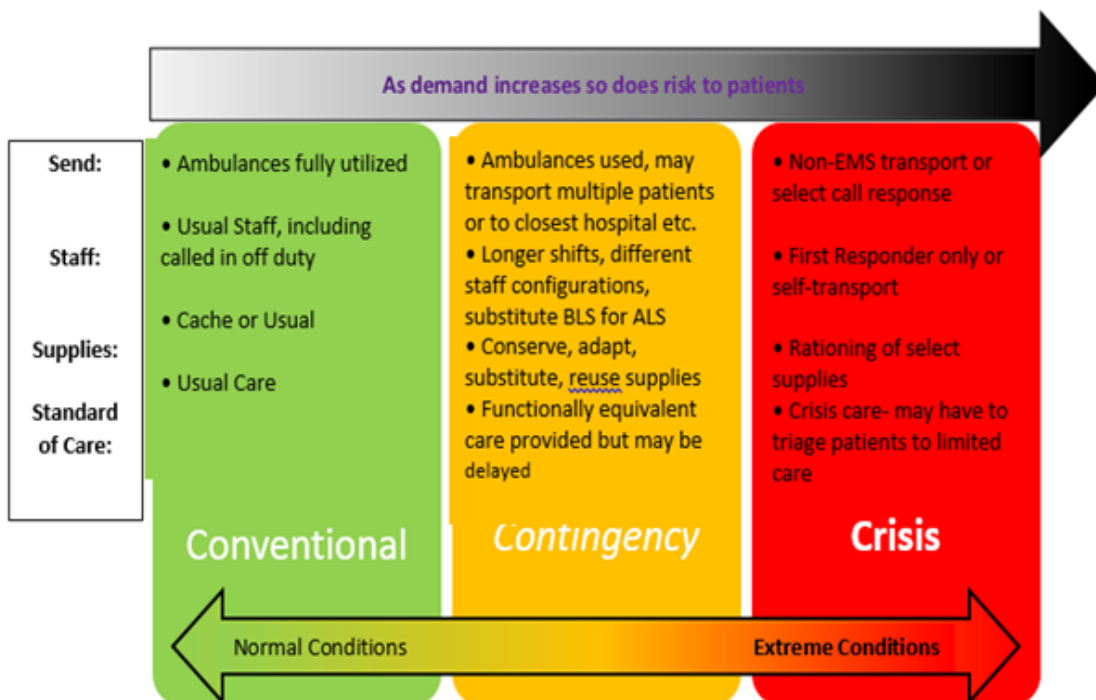 As demand increases so does risk to patients
Send:
Staff:
Supplies:
Standard
of Care:
• Ambulances fully utilized
• Usual Staff, including
called in off duty
• Cache or Usual
• Usual Care
Conventional
• Ambulances used, may
transport multiple patients
or to closest hospital etc.
• Longer shifts, different
staff configurations,
substitute BLS for ALS
• Conserve, adapt,
substitute, reuse supplies
• Functionally equivalent
care provided but may be
delayed
Contingency
• Non-EMS transport or
select call response
• First Responder only or
self-transport
• Rationing of select
supplies
• Crisis care- may have to
triage patients to limited
care
Crisis
Normal Conditions
Extreme Conditions